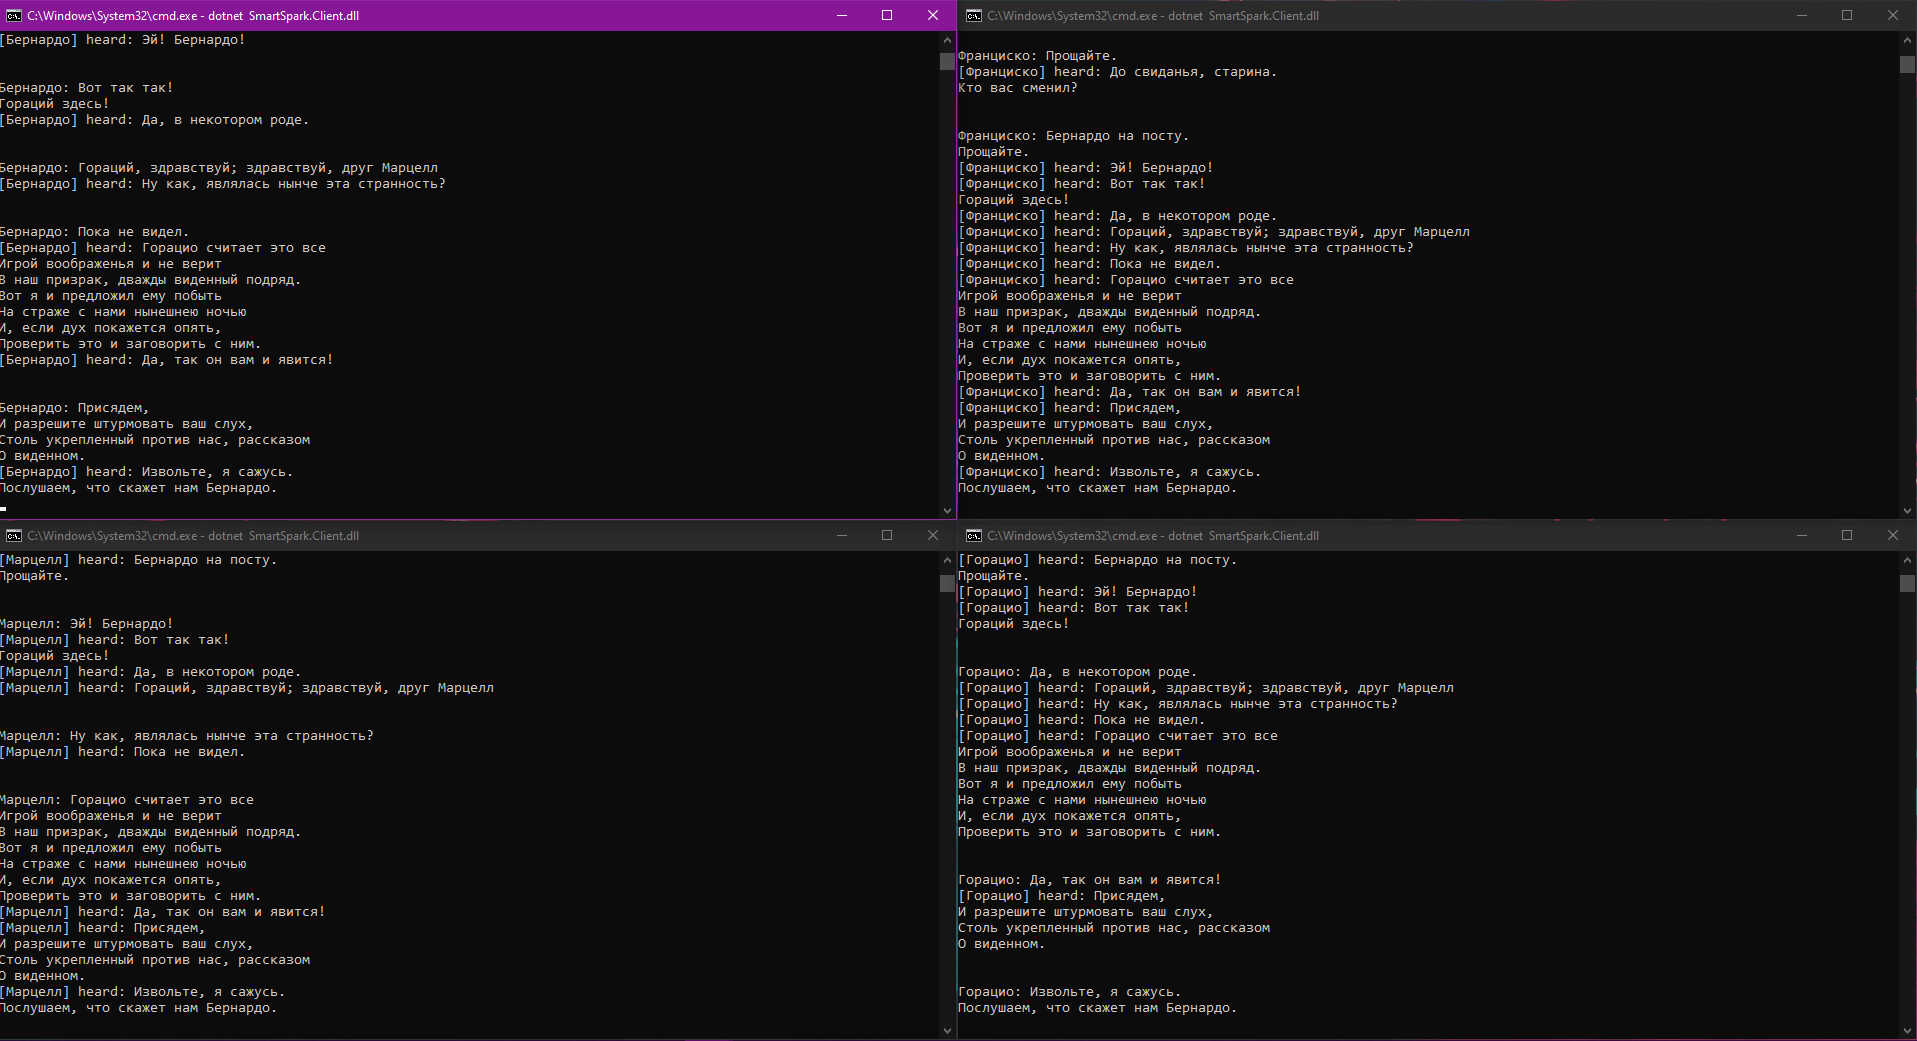 C:\Windows\System32\cmd.exe - dotnet SmartSpark.Client.dll
[Бернардо] heard: Эй! Бернардо!
Бернардо: Вот так так!
Гораций здесь!
[Бернардо] heard: Да, в некотором роде.
Бернардо: Гораций, здравствуй; здравствуй, друг Марцелл
[Бернардо] heard: Ну как, являлась нынче эта странность?
Бернардо: Пока не видел.
[Бернардо] heard: Горацио считает это все
Игрой воображенья и не верит
В наш призрак, дважды виденный подряд.
Вот я и предложил ему побыть
На страже с нами нынешнею ночью
И, если дух покажется опять,
Проверить это и заговорить с ним.
[Бернардо] heard: Да, так он вам и явится!
Бернардо: Присядем,
И разрешите штурмовать ваш слух,
Столь укрепленный против нас, рассказом
О виденном.
[Бернардо] heard: Извольте, я сажусь.
Послушаем, что скажет нам Бернардо.
C:\Windows\System32\cmd.exe - dotnet SmartSpark.Client.dll
Франциско: Прощайте.
[Франциско] heard: До свиданья, старина.
Кто вас сменил?
Франциско: Бернардо на посту.
Прощайте.
[Франциско] heard: Эй! Бернардо!
[Франциско] heard: Вот так так!
Гораций здесь!
[Франциско] heard: Да, в некотором роде.
[Франциско] heard: Гораций, здравствуй; здравствуй, друг Марцелл
[Франциско] heard: Ну как, являлась нынче эта странность?
[Франциско] heard: Пока не видел.
[Франциско] heard: Горацио считает это все
Игрой воображенья и не верит
В наш призрак, дважды виденный подряд.
Вот я и предложил ему побыть
На страже с нами нынешнею ночью
И, если дух покажется опять,
Проверить это и заговорить с ним.
[Франциско] heard: Да, так он вам и явится!
[Франциско] heard: Присядем,
И разрешите штурмовать ваш слух,
Столь укрепленный против нас, рассказом
О виденном.
[Франциско] heard: Извольте, я сажусь.
Послушаем, что скажет нам Бернардо.
C:\Windows\System32\cmd.exe - dotnet SmartSpark.Client.dll
[Марцелл] heard: Бернардо на посту.
Прощайте.
Марцелл: Эй! Бернардо!
[Марцелл] heard: Вот так так!
Гораций здесь!
[Марцелл] heard: Да, в некотором роде.
[Марцелл] heard: Гораций, здравствуй; здравствуй, друг Марцелл
Марцелл: Ну как, являлась нынче эта странность?
[Марцелл] heard: Пока не видел.
Марцелл: Горацио считает это все
Игрой воображенья и не верит
В наш призрак, дважды виденный подряд.
Вот я и предложил ему побыть
На страже с нами нынешнею ночью
И, если дух покажется опять,
Проверить это и заговорить с ним.
[Марцелл] heard: Да, так он вам и явится!
[Марцелл] heard: Присядем,
И разрешите штурмовать ваш слух,
Столь укрепленный против нас, рассказом
О виденном.
[Марцелл] heard: Извольте, я сажусь.
Послушаем, что скажет нам Бернардо.
C:\Windows\System32\cmd.exe - dotnet SmartSpark.Client.dll
[Горацио] heard: Бернардо на посту.
Прощайте.
[Горацио] heard: Эй! Бернардо!
[Горацио] heard: Вот так так!
Гораций здесь!
Горацио: Да, в некотором роде.
[Горацио] heard: Гораций, здравствуй; здравствуй, друг Марцелл
[Горацио] heard: Ну как, являлась нынче эта странность?
[Горацио] heard: Пока не видел.
[Горацио] heard: Горацио считает это все
Игрой воображенья и не верит
В наш призрак, дважды виденный подряд.
Вот я и предложил ему побыть
На страже с нами нынешнею ночью
И, если дух покажется опять,
Проверить это и заговорить с ним.
Горацио: Да, так он вам и явится!
[Горацио] heard: Присядем,
И разрешите штурмовать ваш слух,
Столь укрепленный против нас, рассказом
О виденном.
Горацио: Извольте, я сажусь.
Послушаем, что скажет нам Бернардо.